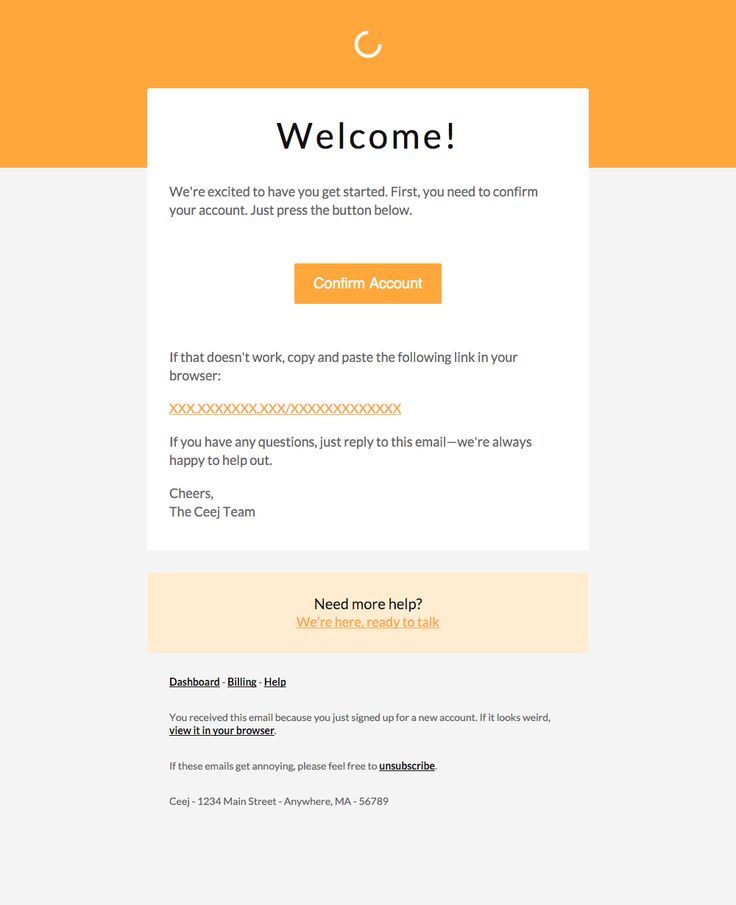 Welcome!
We're excited to have you get started. First, you need to confirm
your account. Just press the button below.
Confirm Account
If that doesn't work, copy and paste the following link in your
browser:
XXX.XXXXXXX.XXX/XXXXXXXXXXXXX
If you have any questions, just reply to this email—we're always
happy to help out.
Cheers,
The Ceej Team
Need more help?
We're here, ready to talk
Dashboard - Billing - Help
You received this email because you just signed up for a new account. If it looks weird,
view it in your browser.
If these emails get annoying, please feel free to unsubscribe.
Ceej - 1234 Main Street - Anywhere, MA - 56789